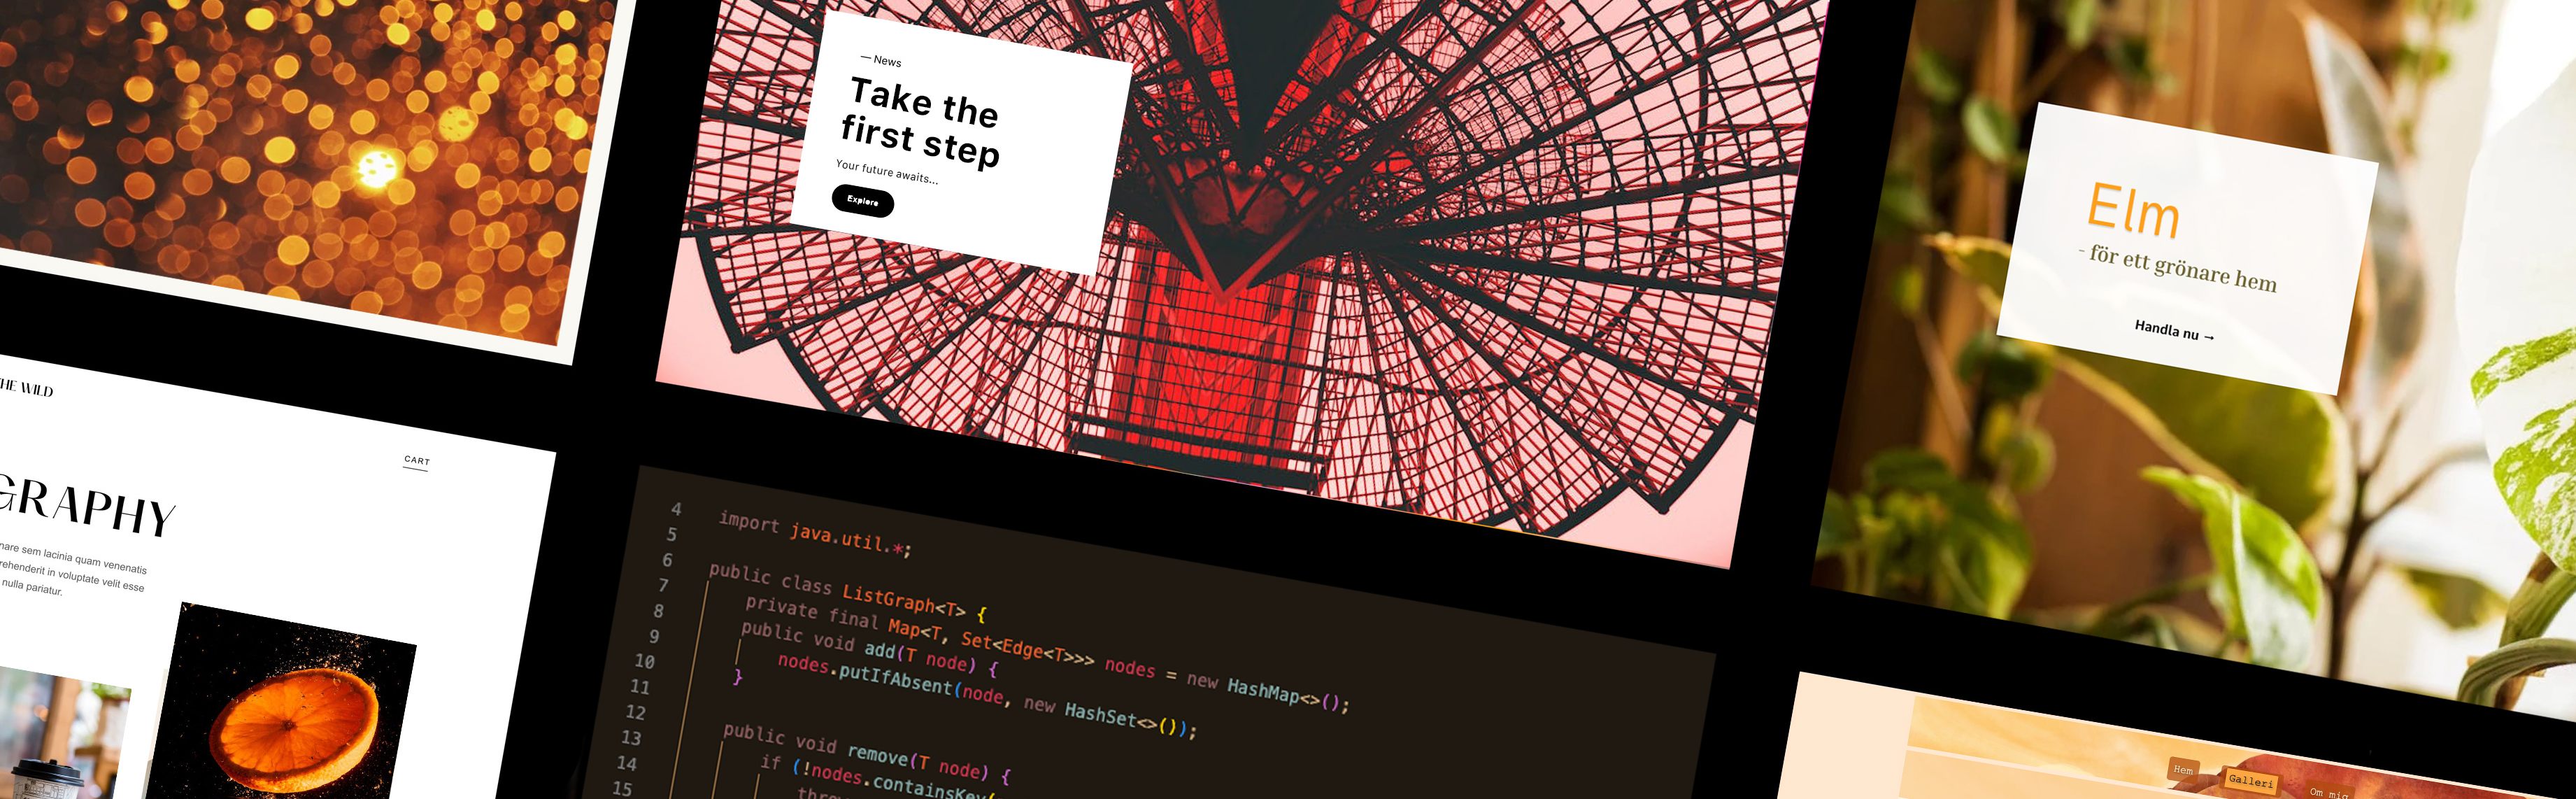 — News
Take the
first step
Your future awaits...
Explore
Elm
- för ett grönare hem
Handla nu →
THE WILD
CART
GRAPHY
nare sem lacinia quam venenatis
rehenderit in voluptate velit esse
nulla pariatur.
4 import java.util.*;
5
6 public class ListGraph<T> {
7 private final Map<T, Set<Edge<T>>> nodes = new HashMap<>();
8 public void add(T node) {
9 nodes.putIfAbsent(node, new HashSet<>());
10 }
11
12 public void remove(T node) {
13 if (!nodes.containsKey(
14 throw
15
Hem
Galleri
Om mig